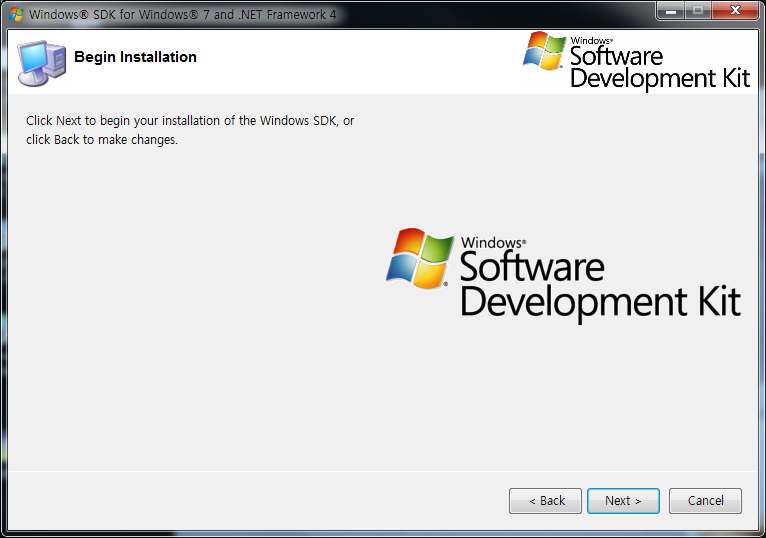 Windows® SDK for Windows® 7 and .NET Framework 4
Begin Installation
Windows®
Software
Development Kit
Click Next to begin your installation of the Windows SDK, or
click Back to make changes.
Windows®
Software
Development Kit
< Back
Next >
Cancel